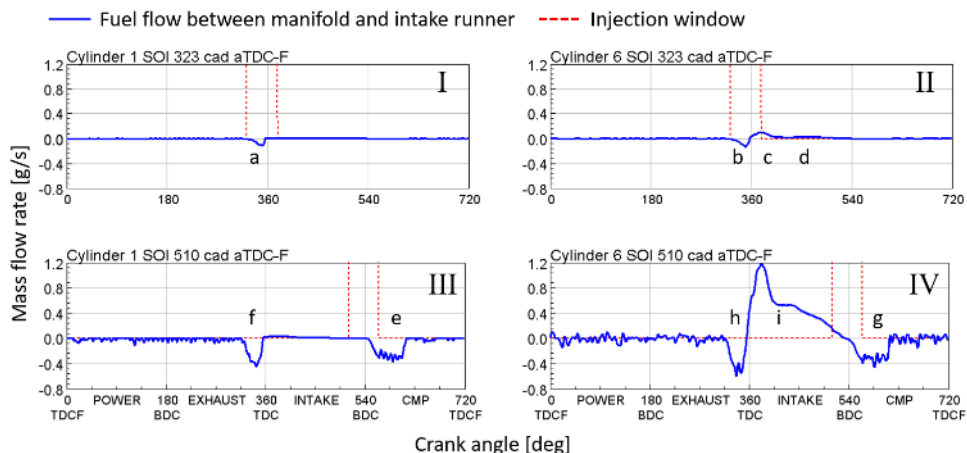 Fuel flow between manifold and intake runner Injection window
Cylinder 1 SOI 323 cad aTDC-F
1.2
0.8
0.4
0.0
-0.4
-0.8
I
a
0 180 360 540 720
Cylinder 6 SOI 323 cad aTDC-F
1.2
0.8
0.4
0.0
-0.4
-0.8
II
b c d
0 180 360 540 720
Mass flow rate [g/s]
Cylinder 1 SOI 510 cad aTDC-F
1.2
0.8
0.4
0.0
-0.4
-0.8
III
f e
0 POWER 180 EXHAUST 360 INTAKE 540 CMP 720
TDCF BDC TDC BDC TDCF
Cylinder 6 SOI 510 cad aTDC-F
1.2
0.8
0.4
0.0
-0.4
-0.8
IV
h i g
0 POWER 180 EXHAUST 360 INTAKE 540 CMP 720
TDCF BDC TDC BDC TDCF
Crank angle [deg]